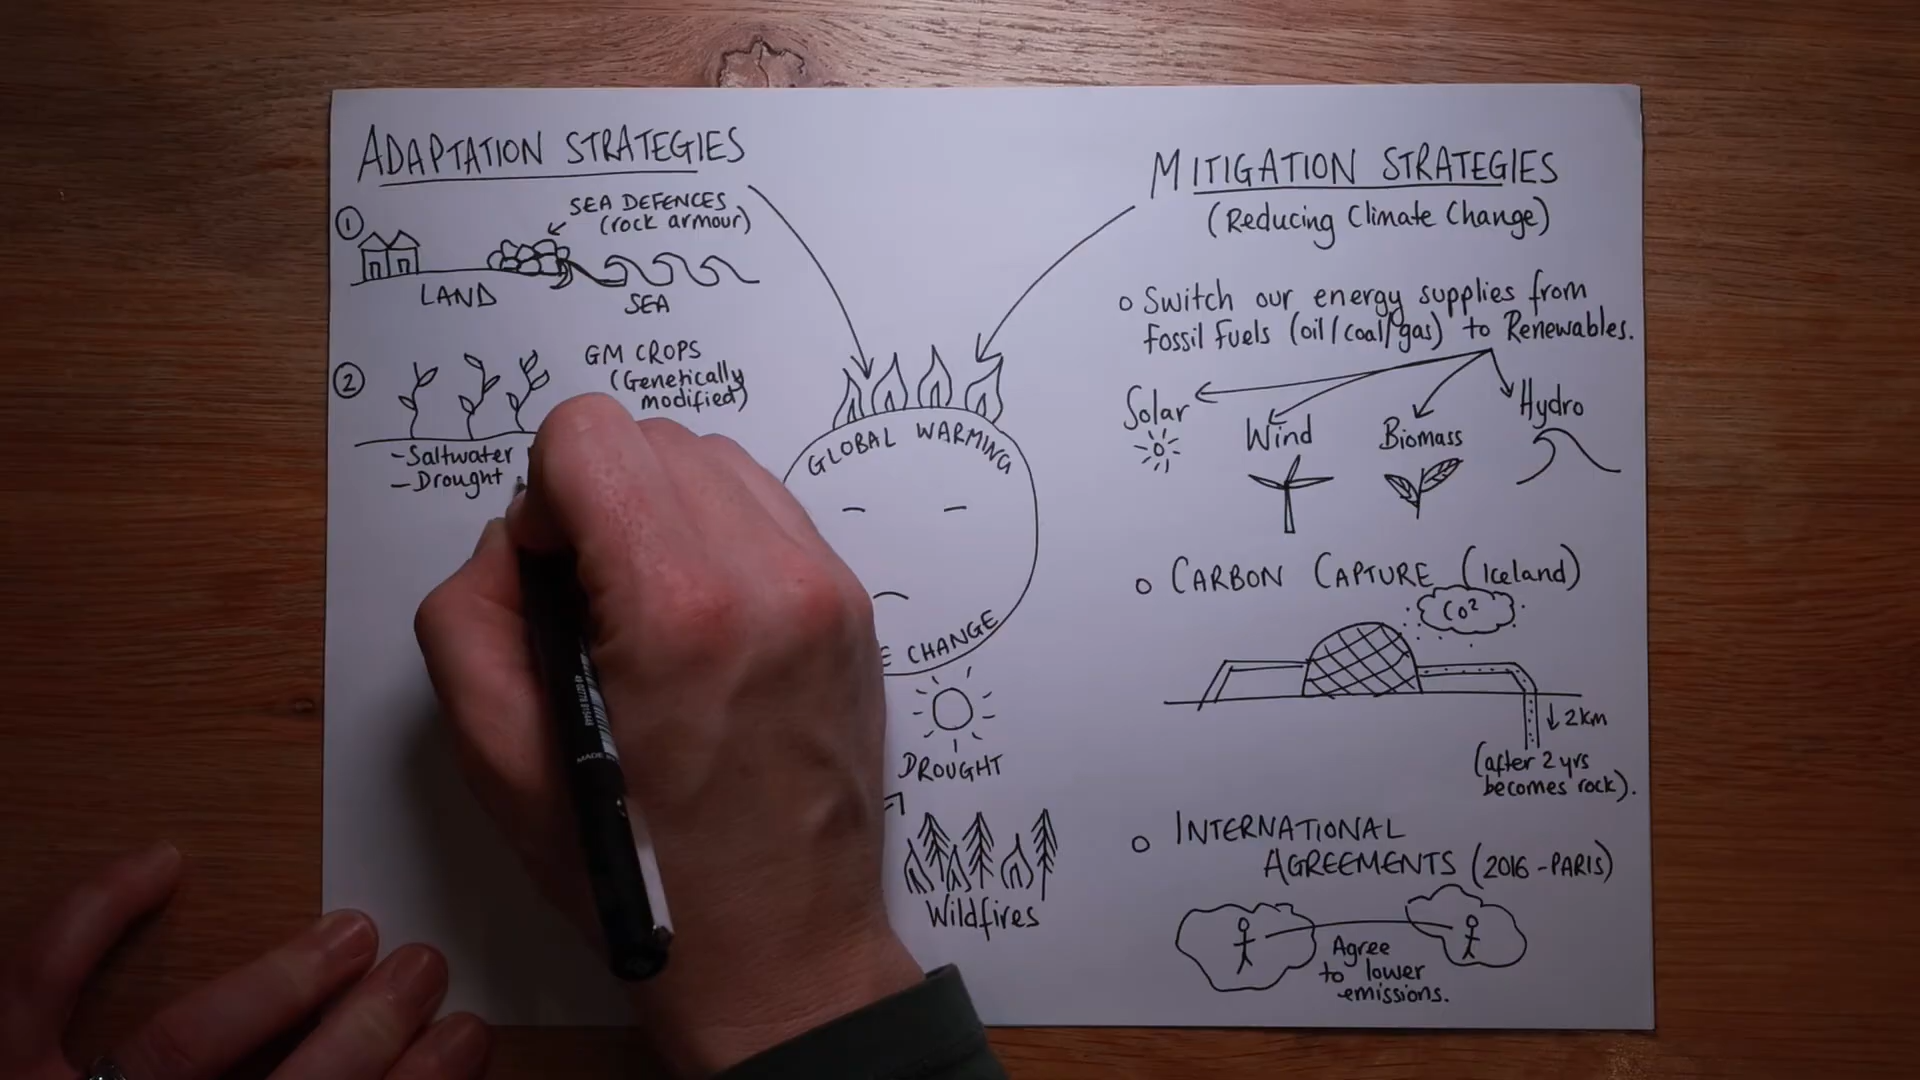 ADAPTATION STRATEGIES
1
SEA DEFENCES
(rock armour)
LAND
SEA
2
GM CROPS
(Genetically
modified)
-Saltwater
-Drought
GLOBAL WARMING
CHANGE
DROUGHT
Wildfires
MITIGATION STRATEGIES
(Reducing Climate Change)
o Switch our energy supplies from
Fossil Fuels (oil/coal/gas) to Renewables.
Solar
Wind
Biomass
Hydro
o CARBON CAPTURE (Iceland)
CO²
↓ 2km
(after 2 yrs
becomes rock).
o INTERNATIONAL
AGREEMENTS (2016 - PARIS)
Agree
to lower
emissions.